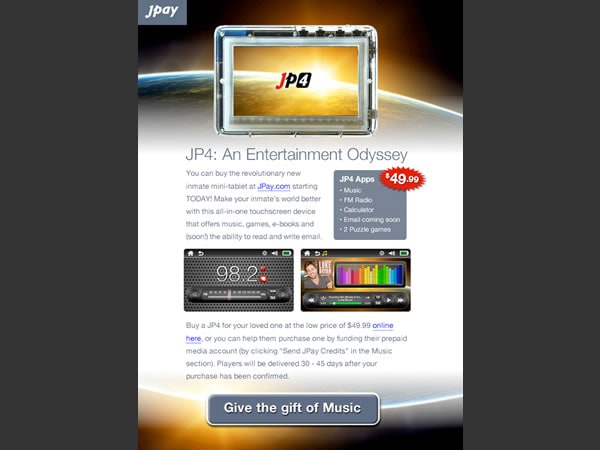 Jpay
JP4
JP4: An Entertainment Odyssey
You can buy the revolutionary new
inmate mini-tablet at JPay.com starting
TODAY! Make your inmate's world better
with this all-in-one touchscreen device
that offers music, games, e-books and
(soon!) the ability to read and write email.
JP4 Apps
$49.99
• Music
• FM Radio
• Calculator
• Email coming soon
• 2 Puzzle games
98.2
Buy a JP4 for your loved one at the low price of $49.99 online
here, or you can help them purchase one by funding their prepaid
media account (by clicking “Send JPay Credits” in the Music
section). Players will be delivered 30 - 45 days after your
purchase has been confirmed.
Give the gift of Music